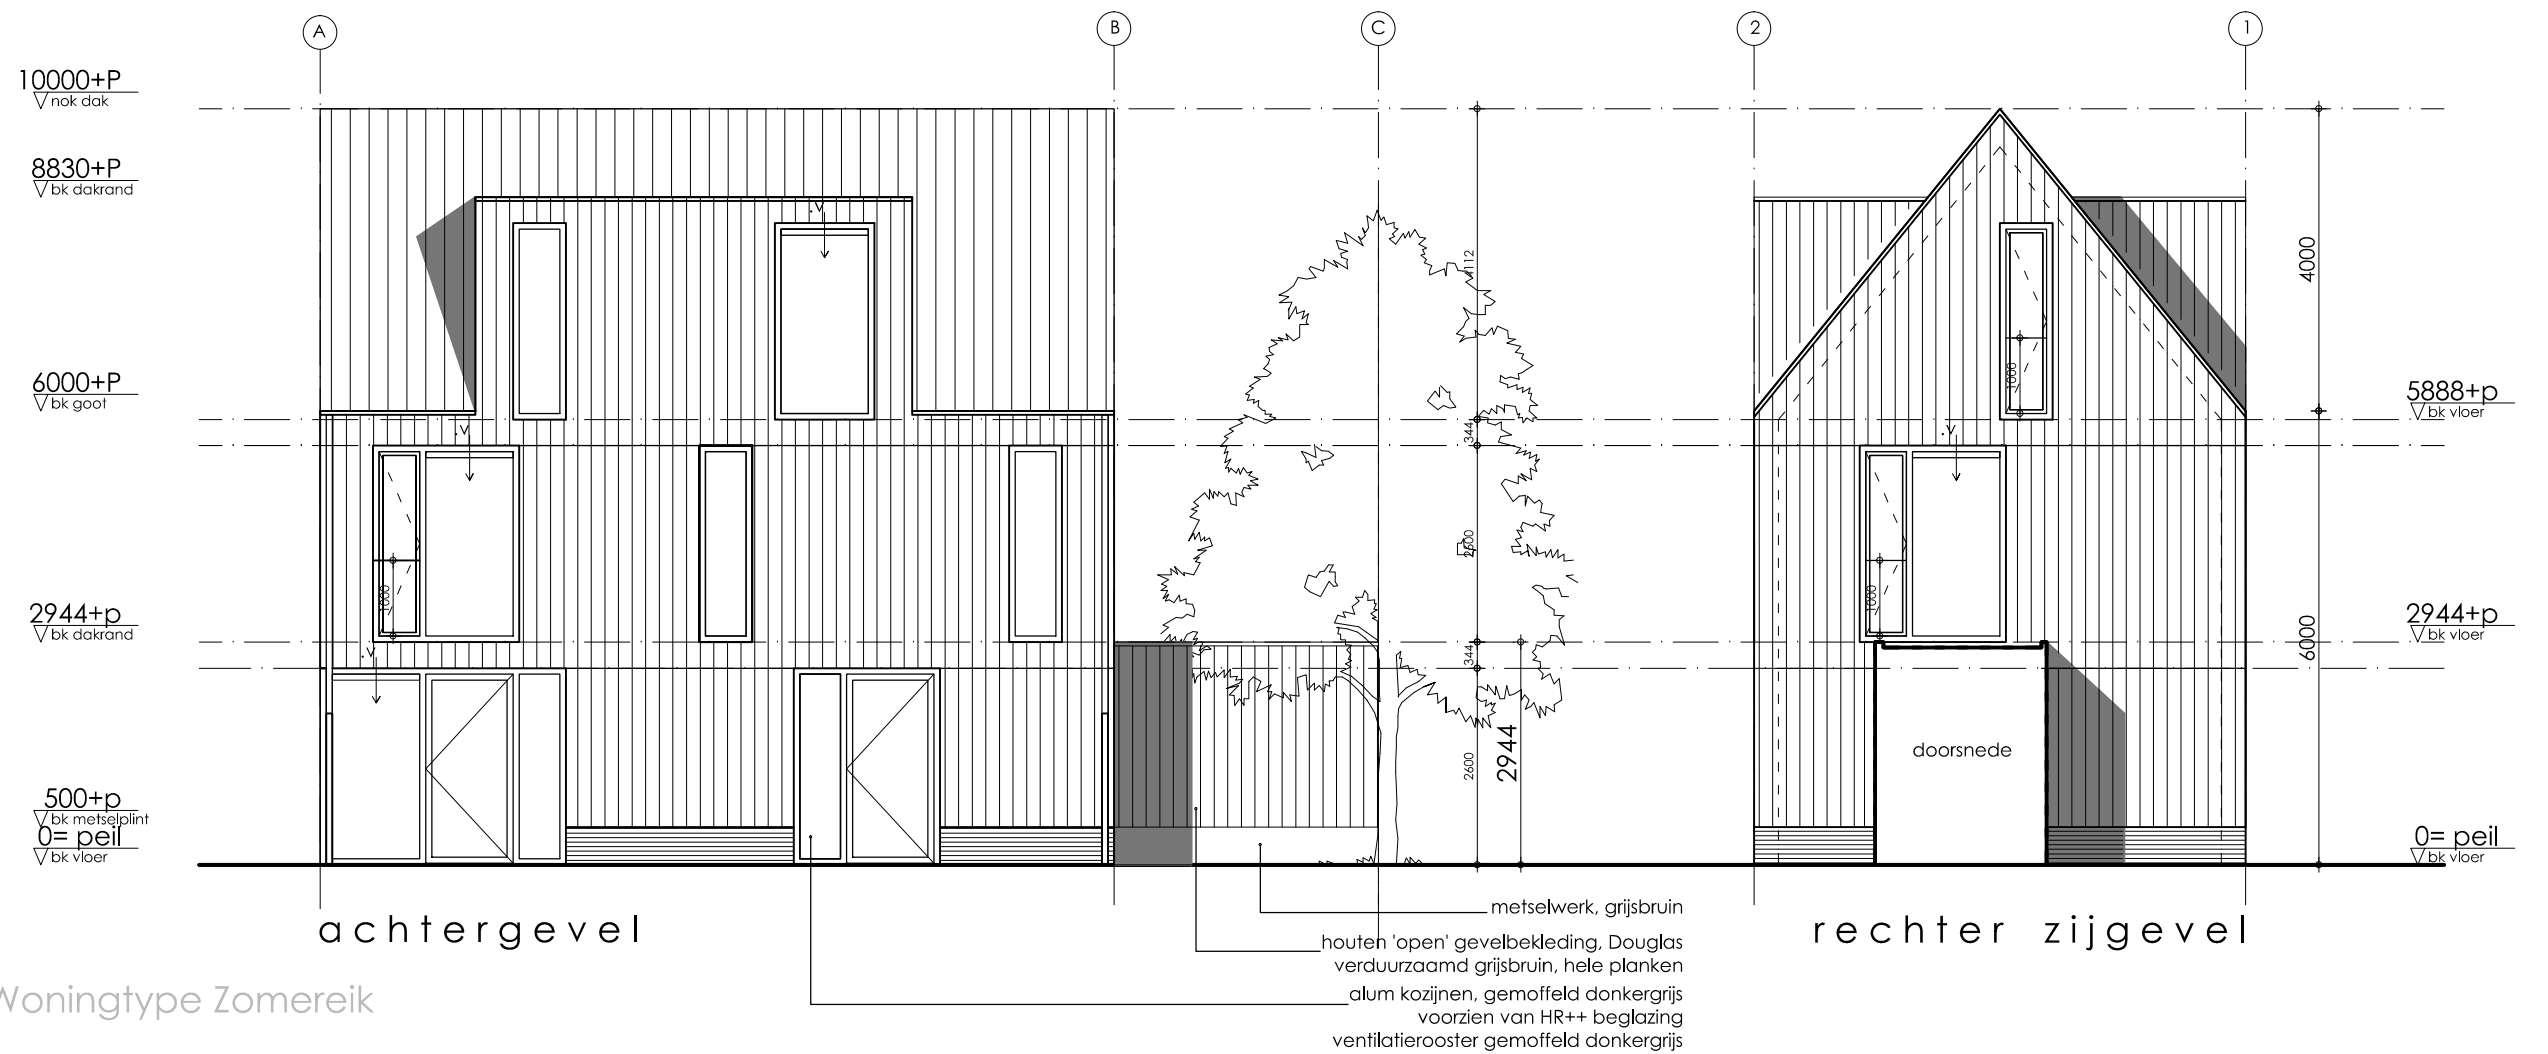 A
B
C
2
1
10000+P
nok dak
8830+P
bk dakrand
6000+P
bk goot
2944+p
bk dakrand
500+p
bk metselplint
0= peil
bk vloer
.V
.V
.V
.V
.V
1000
1000
1000
344
2600
344
2600
2944
4000
6000
5888+p
bk vloer
2944+p
bk vloer
0= peil
bk vloer
doorsnede
metselwerk, grijsbruin
houten 'open' gevelbekleding, Douglas
verduurzaamd grijsbruin, hele planken
alum kozijnen, gemoffeld donkergrijs
voorzien van HR++ beglazing
ventilatierooster gemoffeld donkergrijs
achtergevel
rechter zijgevel
Woningtype Zomereik